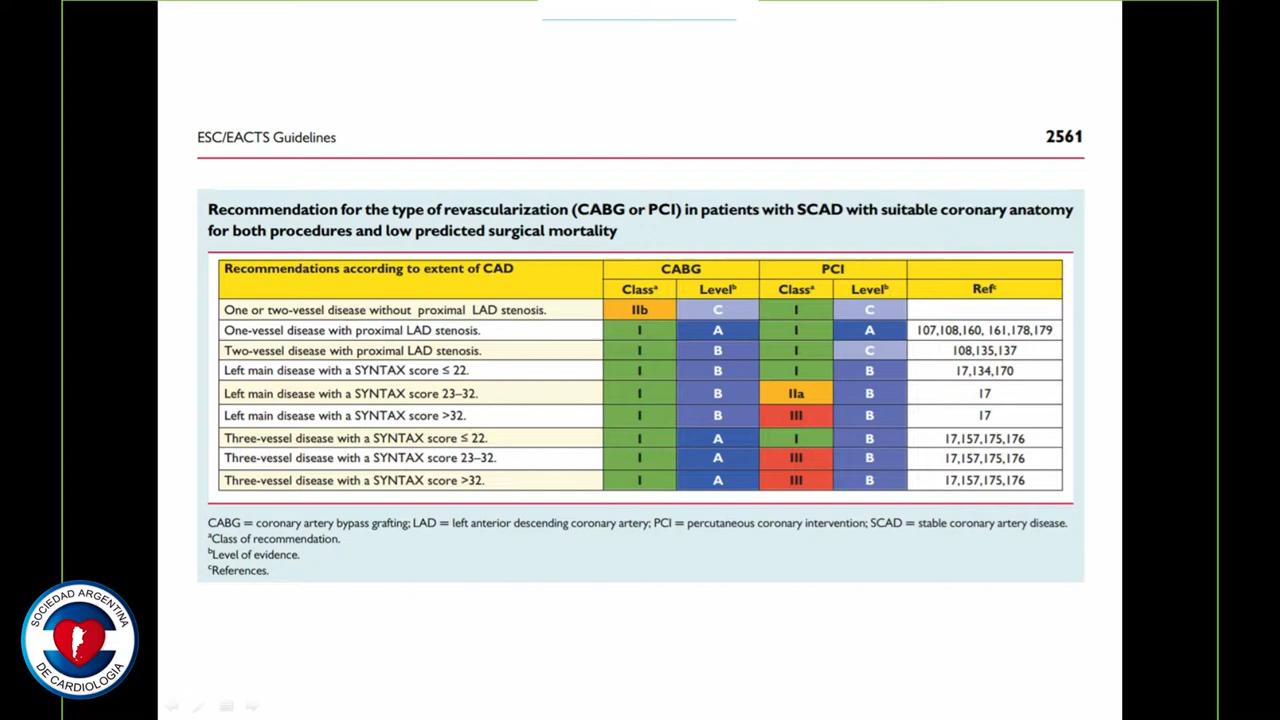 ESC/EACTS Guidelines 2561
Recommendation for the type of revascularization (CABG or PCI) in patients with SCAD with suitable coronary anatomy
for both procedures and low predicted surgical mortality
Recommendations according to extent of CAD CABG PCI
Classᵃ Levelᵇ Classᵃ Levelᵇ Refᶜ
One or two-vessel disease without proximal LAD stenosis. IIb C I C
One-vessel disease with proximal LAD stenosis. I A I A 107,108,160, 161,178,179
Two-vessel disease with proximal LAD stenosis. I B I C 108,135,137
Left main disease with a SYNTAX score ≤ 22. I B I B 17,134,170
Left main disease with a SYNTAX score 23–32. I B IIa B 17
Left main disease with a SYNTAX score >32. I B III B 17
Three-vessel disease with a SYNTAX score ≤ 22. I A I B 17,157,175,176
Three-vessel disease with a SYNTAX score 23–32. I A III B 17,157,175,176
Three-vessel disease with a SYNTAX score >32. I A III B 17,157,175,176
CABG = coronary artery bypass grafting; LAD = left anterior descending coronary artery; PCI = percutaneous coronary intervention; SCAD = stable coronary artery disease.
ᵃClass of recommendation.
ᵇLevel of evidence.
ᶜReferences.
SOCIEDAD ARGENTINA
DE CARDIOLOGIA